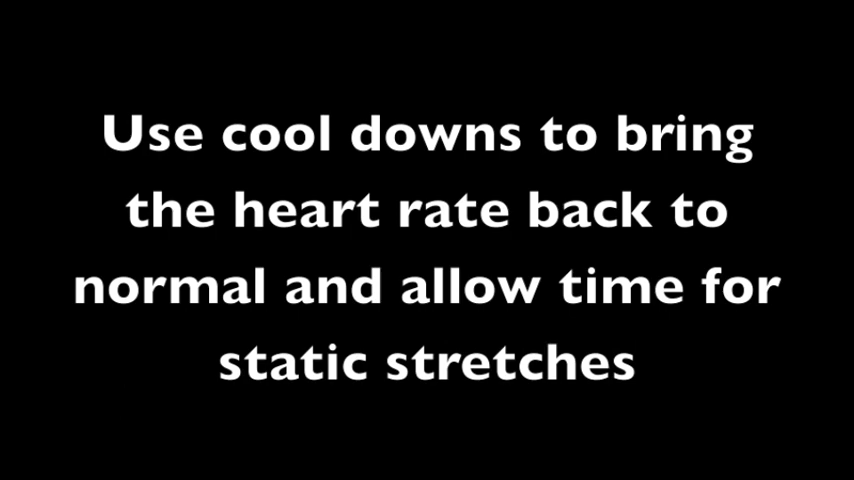 Use cool downs to bring
the heart rate back to
normal and allow time for
static stretches